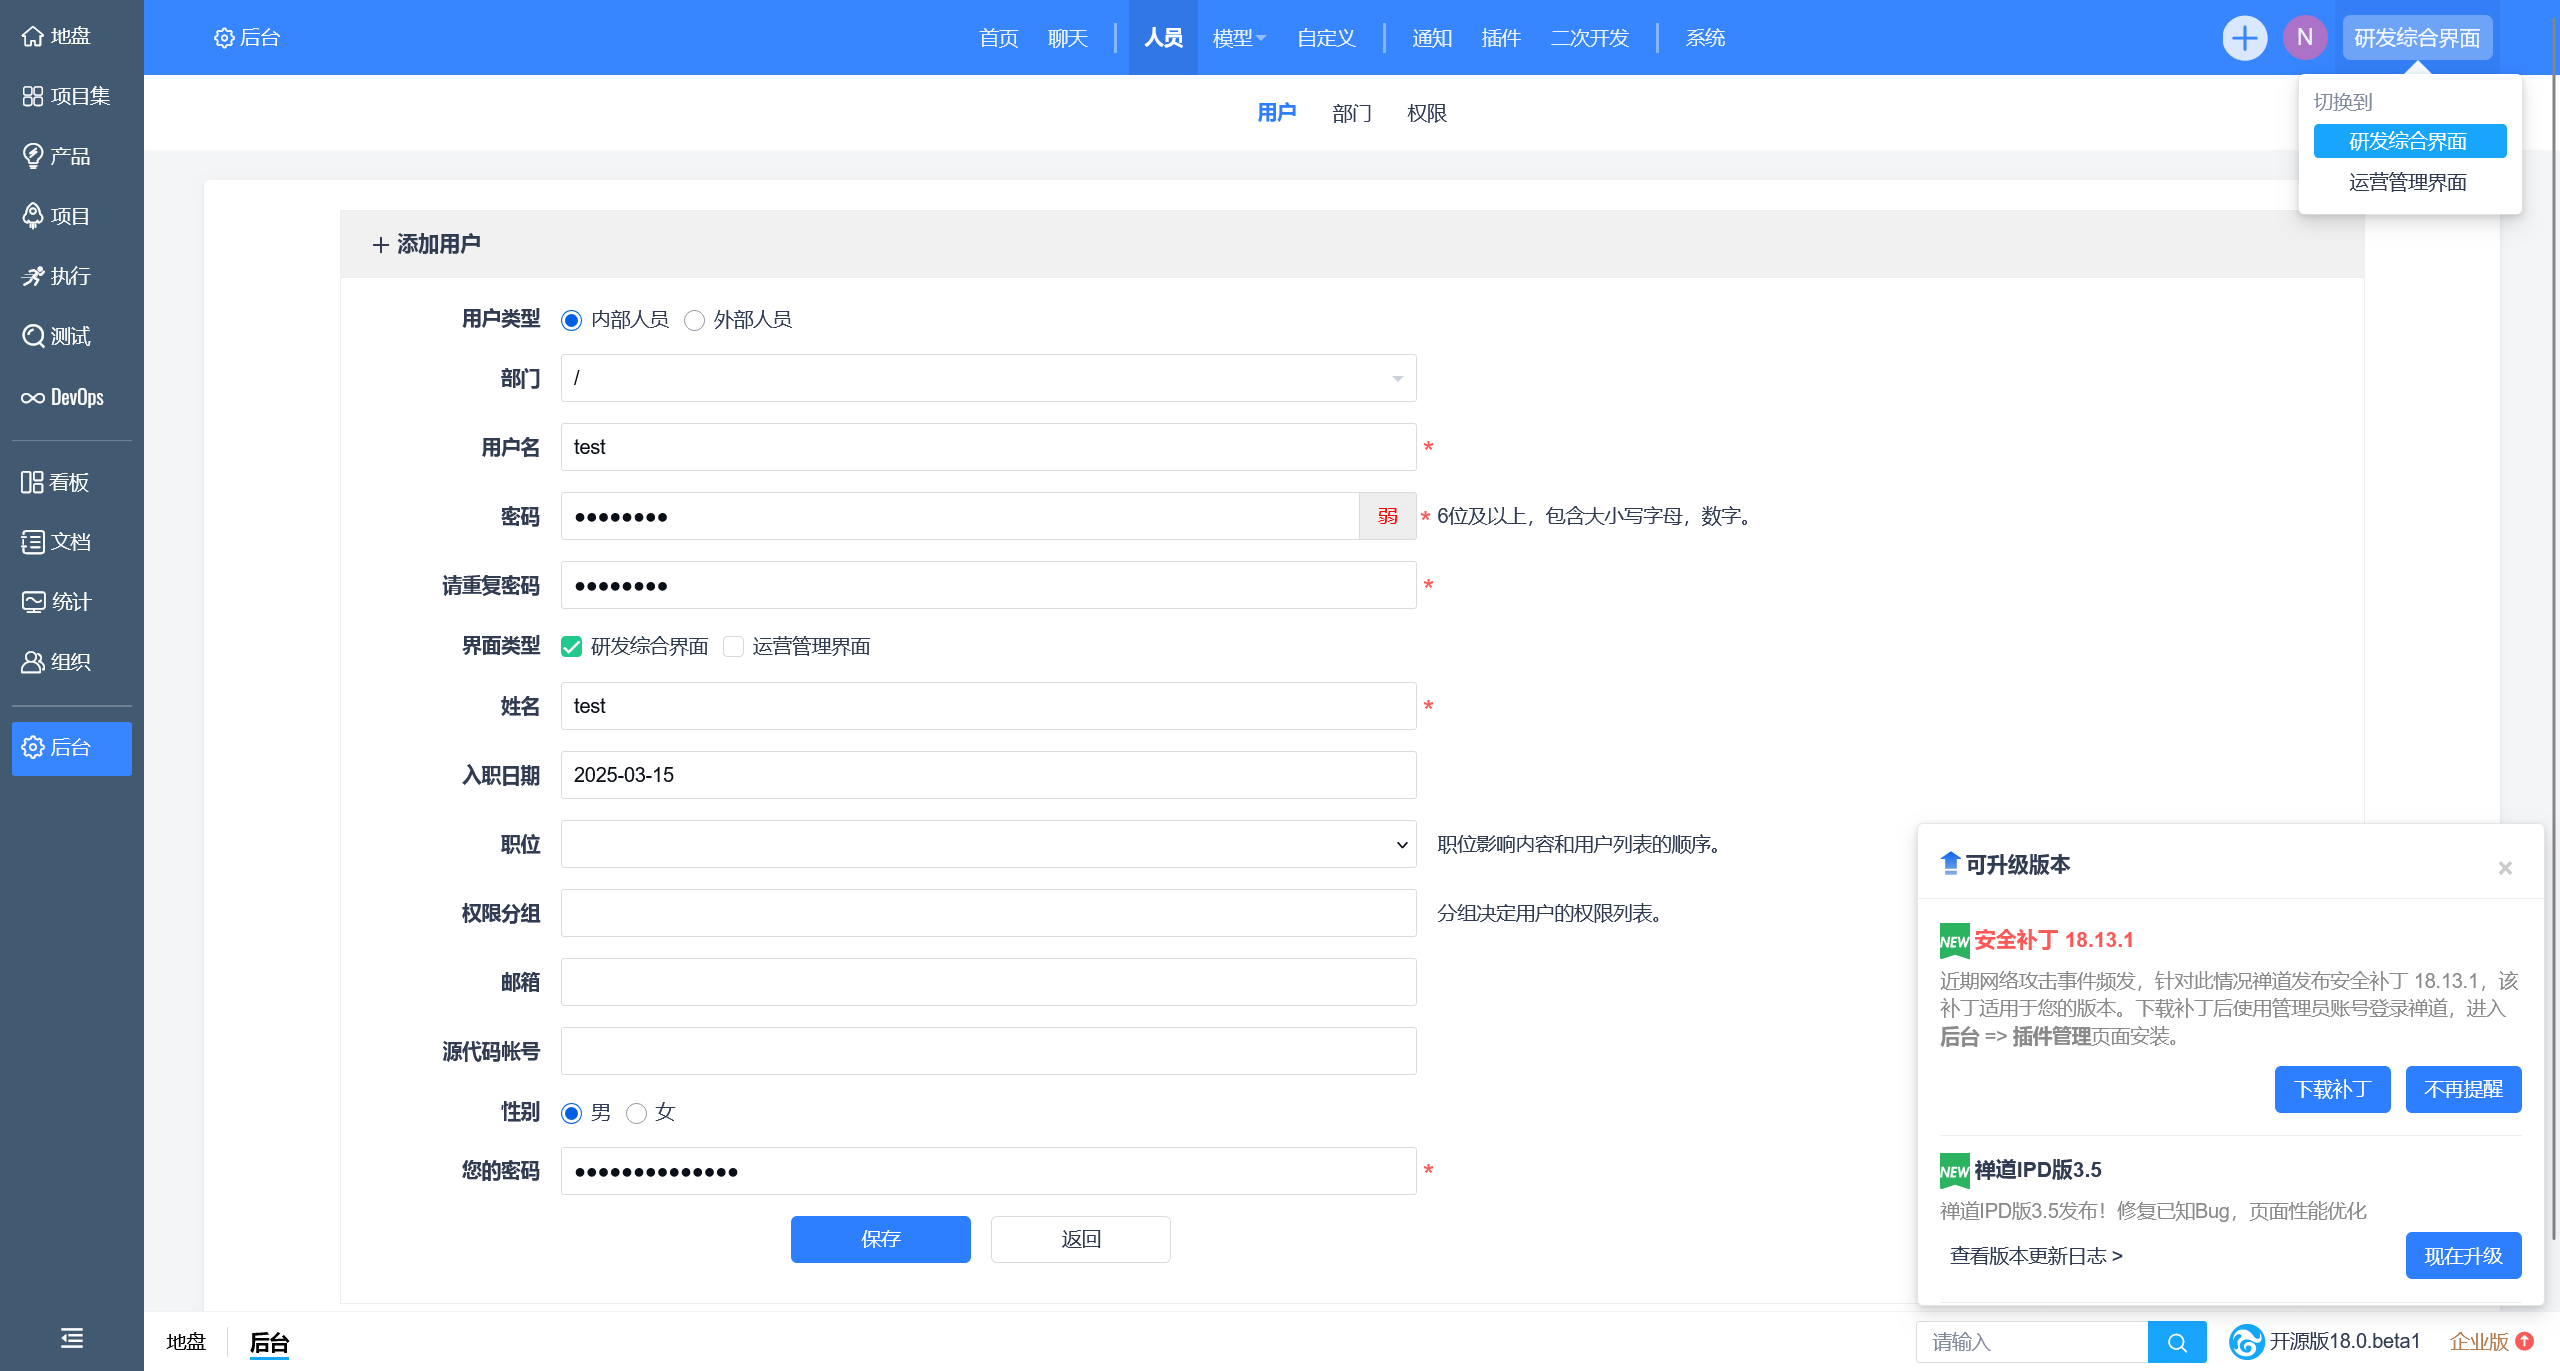 地盘
项目集
产品
项目
执行
测试
DevOps
看板
文档
统计
组织
后台
后台
首页 聊天 人员 模型 自定义 通知 插件 二次开发 系统
N 研发综合界面
切换到
研发综合界面
运营管理界面
用户 部门 权限
添加用户
用户类型 内部人员 外部人员
部门 /
用户名 test *
密码 •••••••• 弱 * 6位及以上，包含大小写字母，数字。
请重复密码 •••••••• *
界面类型 研发综合界面 运营管理界面
姓名 test *
入职日期 2025-03-15
职位 职位影响内容和用户列表的顺序。
权限分组 分组决定用户的权限列表。
邮箱
源代码帐号
性别 男 女
您的密码 •••••••••••••• *
保存 返回
可升级版本 ×
NEW 安全补丁 18.13.1
近期网络攻击事件频发，针对此情况禅道发布安全补丁 18.13.1，该
补丁适用于您的版本。下载补丁后使用管理员账号登录禅道，进入
后台 => 插件管理页面安装。
下载补丁 不再提醒
NEW 禅道IPD版3.5
禅道IPD版3.5发布！修复已知Bug，页面性能优化
查看版本更新日志 >
现在升级
地盘 后台
请输入 开源版18.0.beta1 企业版